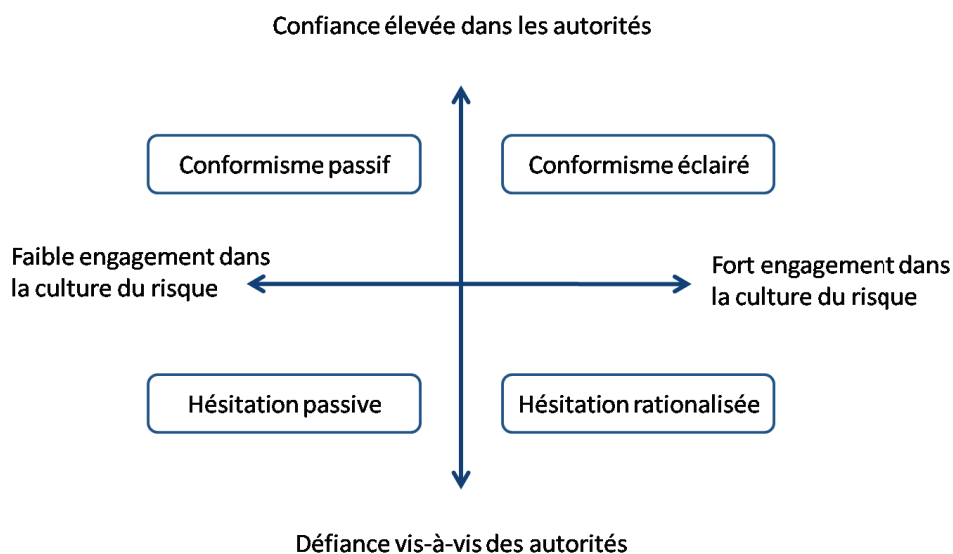 Confiance élevée dans les autorités
Conformisme passif
Conformisme éclairé
Faible engagement dans
la culture du risque
Fort engagement dans
la culture du risque
Hésitation passive
Hésitation rationalisée
Défiance vis-à-vis des autorités